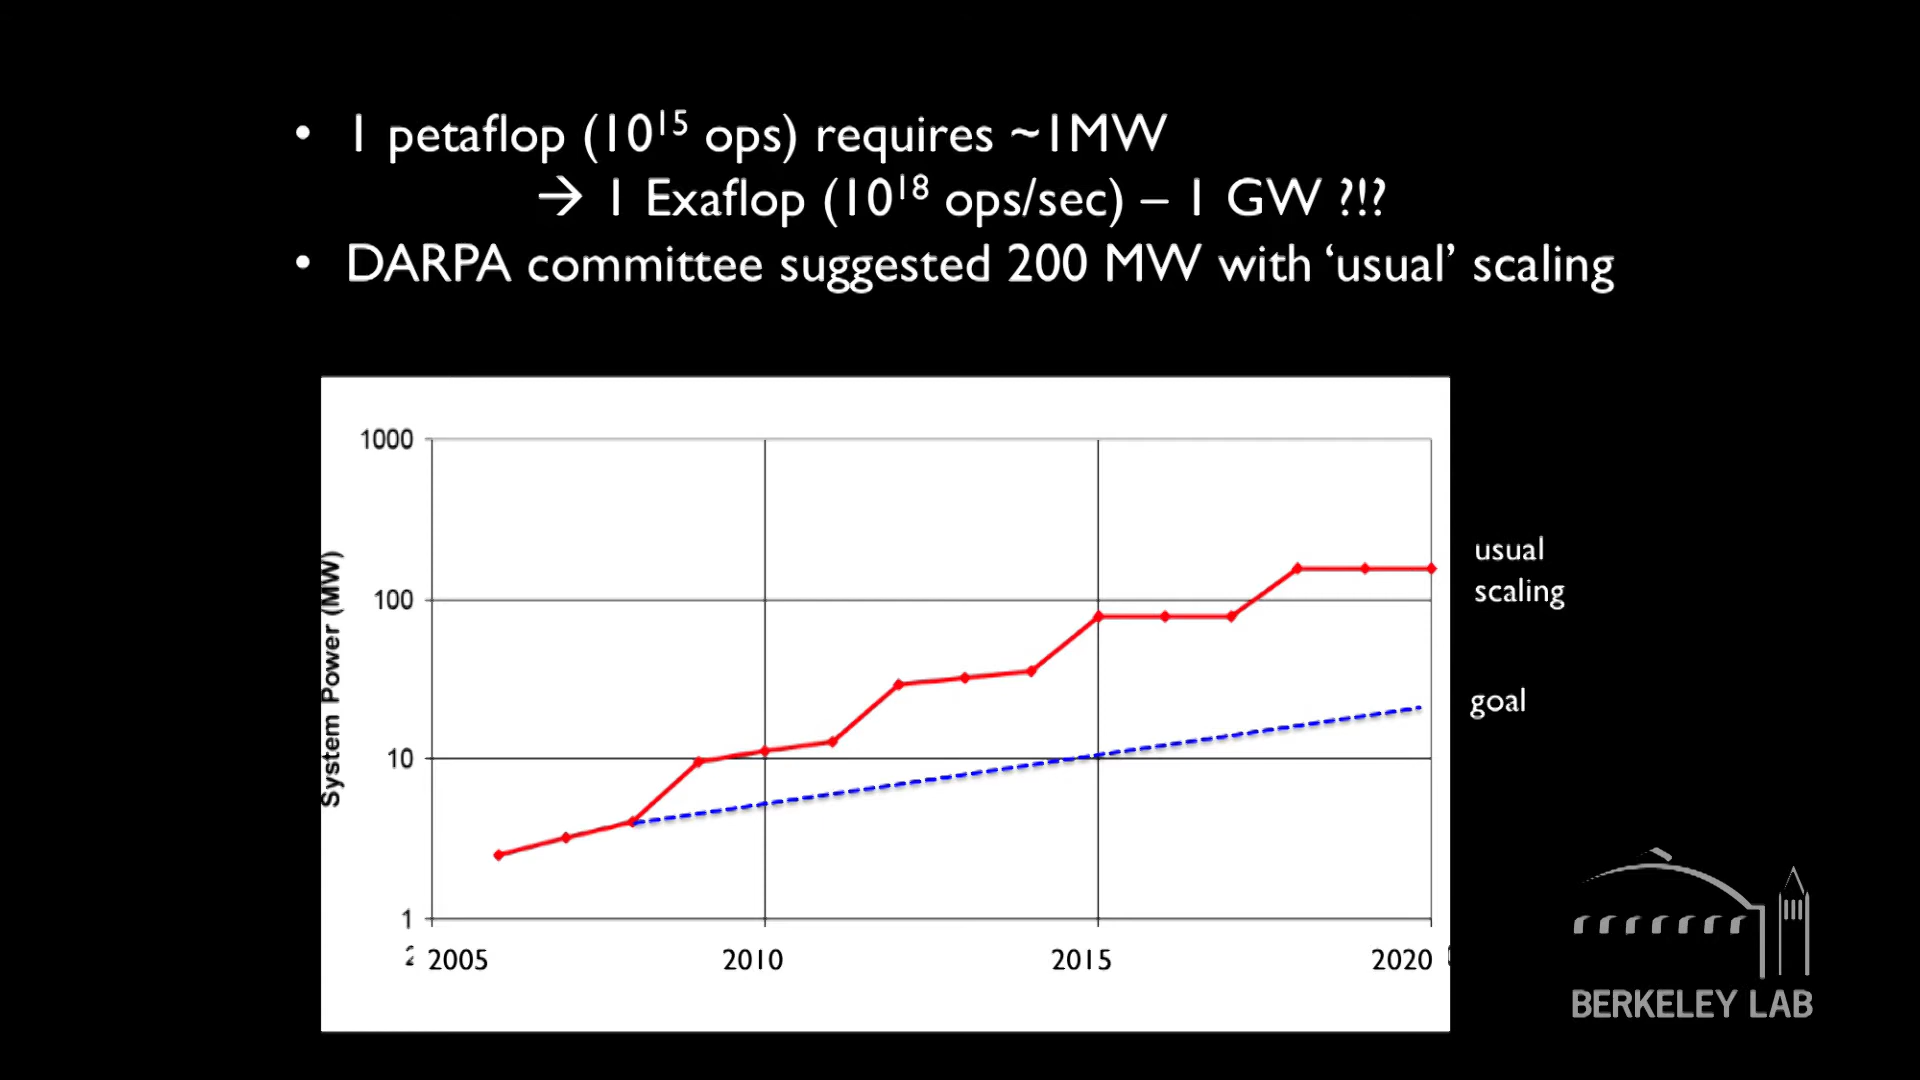 • 1 petaflop (10¹⁵ ops) requires ~1MW
→ 1 Exaflop (10¹⁸ ops/sec) – 1 GW ?!?
• DARPA committee suggested 200 MW with ‘usual’ scaling
1000
100
10
1
System Power (MW)
2005
2010
2015
2020
usual
scaling
goal
BERKELEY LAB